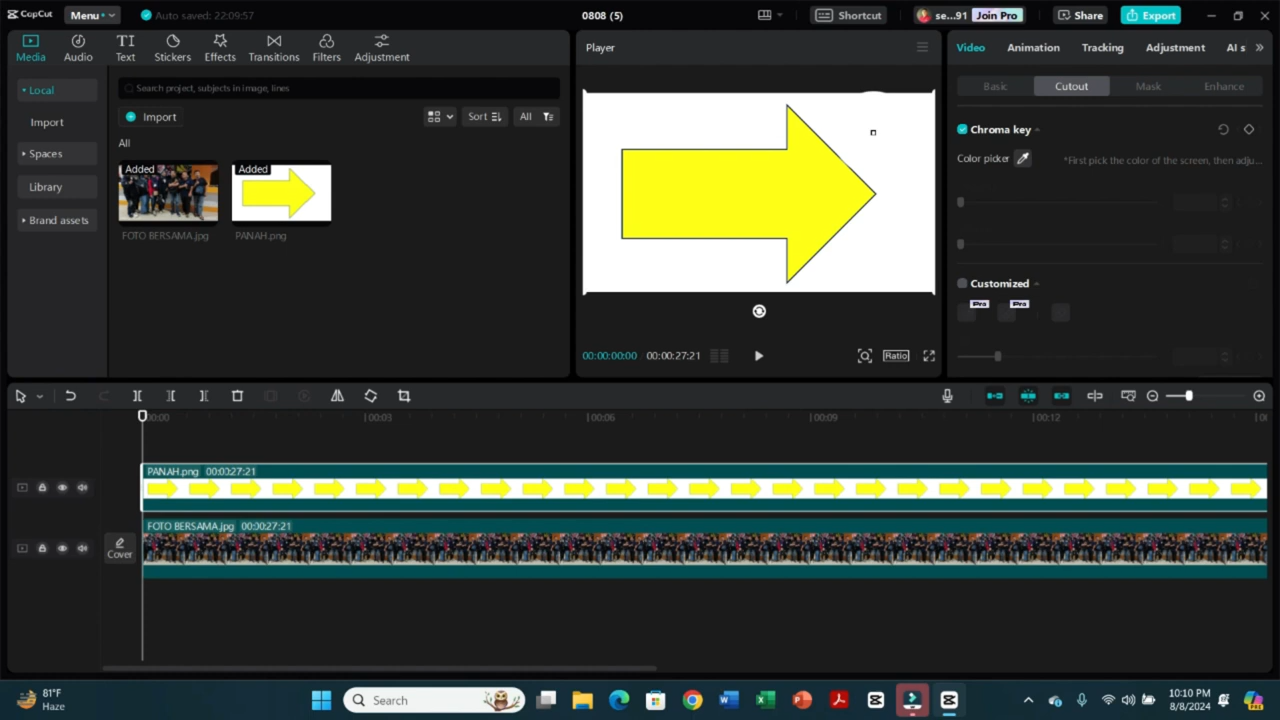 CapCut
Menu
Auto saved: 22:09:57
0808 (5)
Shortcut
se...91
Join Pro
Share
Export
Media
Audio
Text
Stickers
Effects
Transitions
Filters
Adjustment
Local
Import
Spaces
Library
Brand assets
Search project, subjects in image, lines
Import
Sort
All
All
Added
Added
FOTO BERSAMA.jpg
PANAH.png
Player
00:00:00:00
00:00:27:21
Ratio
Video
Animation
Tracking
Adjustment
AI s
Basic
Cutout
Mask
Enhance
Chroma key
Color picker
*First pick the color of the screen, then adju...
Customized
Pro
Pro
00:00
00:03
00:06
00:09
00:12
PANAH.png 00:00:27:21
FOTO BERSAMA.jpg 00:00:27:21
Cover
81°F
Haze
Search
10:10 PM
8/8/2024